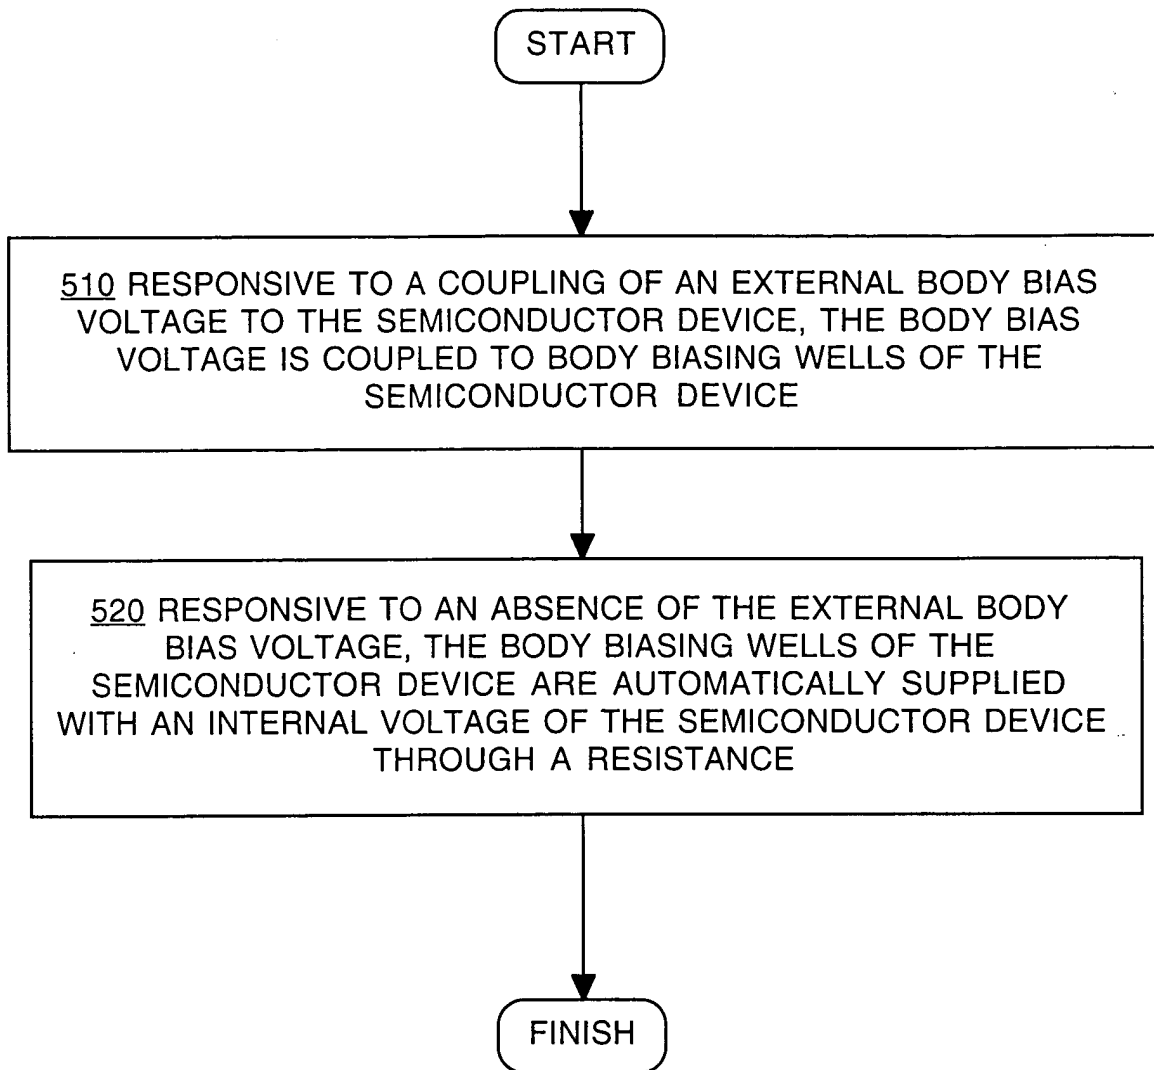 START
510 RESPONSIVE TO A COUPLING OF AN EXTERNAL BODY BIAS
VOLTAGE TO THE SEMICONDUCTOR DEVICE, THE BODY BIAS
VOLTAGE IS COUPLED TO BODY BIASING WELLS OF THE
SEMICONDUCTOR DEVICE
520 RESPONSIVE TO AN ABSENCE OF THE EXTERNAL BODY
BIAS VOLTAGE, THE BODY BIASING WELLS OF THE
SEMICONDUCTOR DEVICE ARE AUTOMATICALLY SUPPLIED
WITH AN INTERNAL VOLTAGE OF THE SEMICONDUCTOR DEVICE
THROUGH A RESISTANCE
FINISH